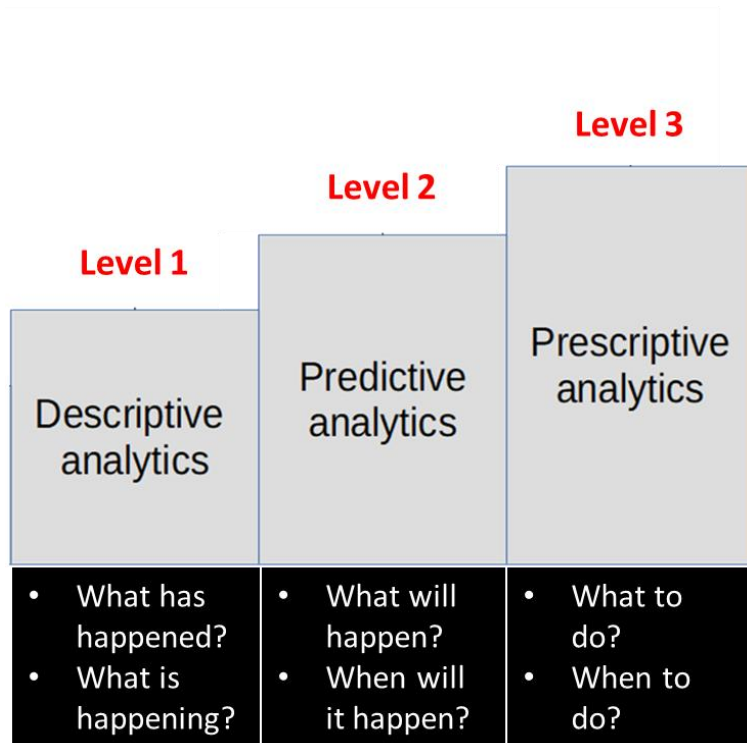 Level 3
Level 2
Level 1
Prescriptive
analytics
Predictive
analytics
Descriptive
analytics
• What has
happened?
• What is
happening?
• What will
happen?
• When will
it happen?
• What to
do?
• When to
do?